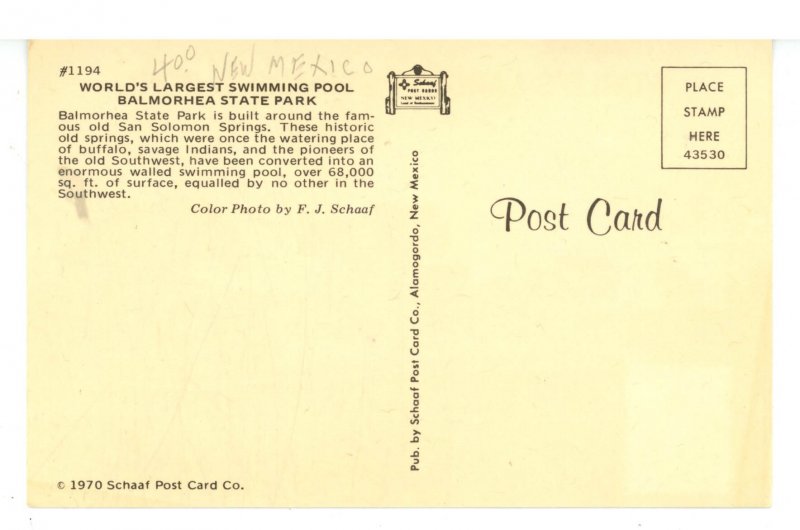 #1194
40⁰ NEW MEXICO
WORLD'S LARGEST SWIMMING POOL
BALMORHEA STATE PARK
Balmorhea State Park is built around the fam-
ous old San Solomon Springs. These historic
old springs, which were once the watering place
of buffalo, savage Indians, and the pioneers of
the old Southwest, have been converted into an
enormous walled swimming pool, over 68,000
sq. ft. of surface, equalled by no other in the
Southwest.
Color Photo by F. J. Schaaf
© 1970 Schaaf Post Card Co.
Schaaf
POST CARDS
NEW MEXICO
Land of Enchantment
Pub. by Schaaf Post Card Co., Alamogordo, New Mexico
PLACE
STAMP
HERE
43530
Post Card